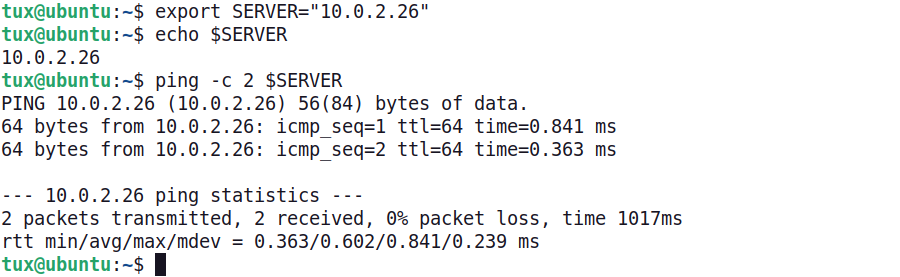 tux@ubuntu:~$ export SERVER="10.0.2.26"
tux@ubuntu:~$ echo $SERVER
10.0.2.26
tux@ubuntu:~$ ping -c 2 $SERVER
PING 10.0.2.26 (10.0.2.26) 56(84) bytes of data.
64 bytes from 10.0.2.26: icmp_seq=1 ttl=64 time=0.841 ms
64 bytes from 10.0.2.26: icmp_seq=2 ttl=64 time=0.363 ms

--- 10.0.2.26 ping statistics ---
2 packets transmitted, 2 received, 0% packet loss, time 1017ms
rtt min/avg/max/mdev = 0.363/0.602/0.841/0.239 ms
tux@ubuntu:~$